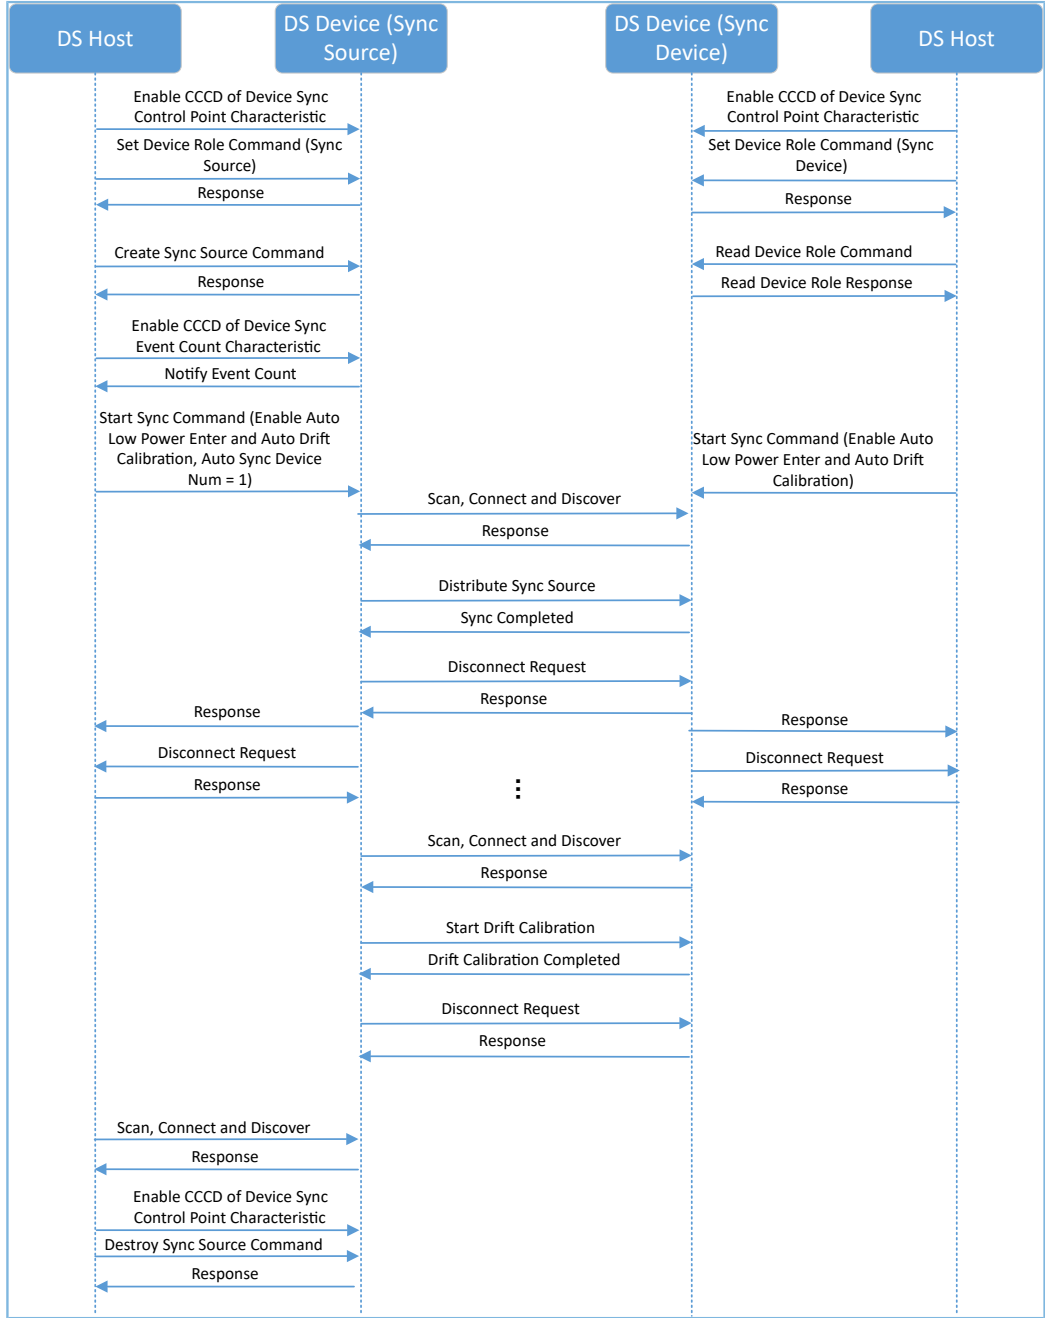 DS Host
DS Device (Sync
Source)
DS Device (Sync
Device)
DS Host
Enable CCCD of Device Sync
Control Point Characteristic
Enable CCCD of Device Sync
Control Point Characteristic
Set Device Role Command (Sync
Source)
Set Device Role Command (Sync
Device)
Response
Response
Create Sync Source Command
Read Device Role Command
Response
Read Device Role Response
Enable CCCD of Device Sync
Event Count Characteristic
Notify Event Count
Start Sync Command (Enable Auto
Low Power Enter and Auto Drift
Calibration, Auto Sync Device
Num = 1)
Start Sync Command (Enable Auto
Low Power Enter and Auto Drift
Calibration)
Scan, Connect and Discover
Response
Distribute Sync Source
Sync Completed
Disconnect Request
Response
Response
Response
Disconnect Request
Disconnect Request
Response
Response
⋮
Scan, Connect and Discover
Response
Start Drift Calibration
Drift Calibration Completed
Disconnect Request
Response
Scan, Connect and Discover
Response
Enable CCCD of Device Sync
Control Point Characteristic
Destroy Sync Source Command
Response